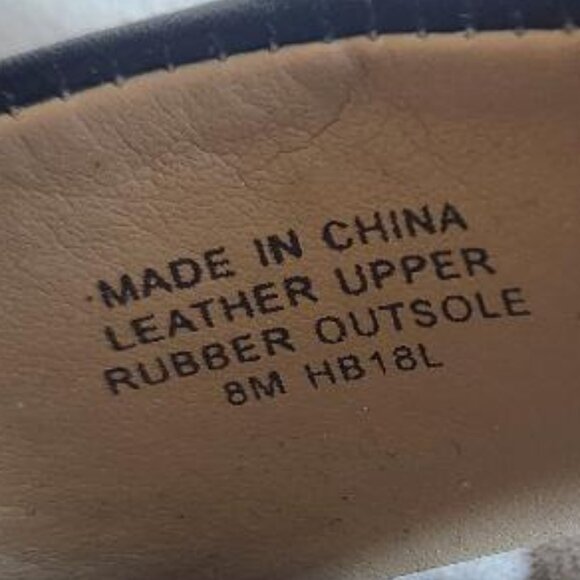 MADE IN CHINA
LEATHER UPPER
RUBBER OUTSOLE
8M HB18L